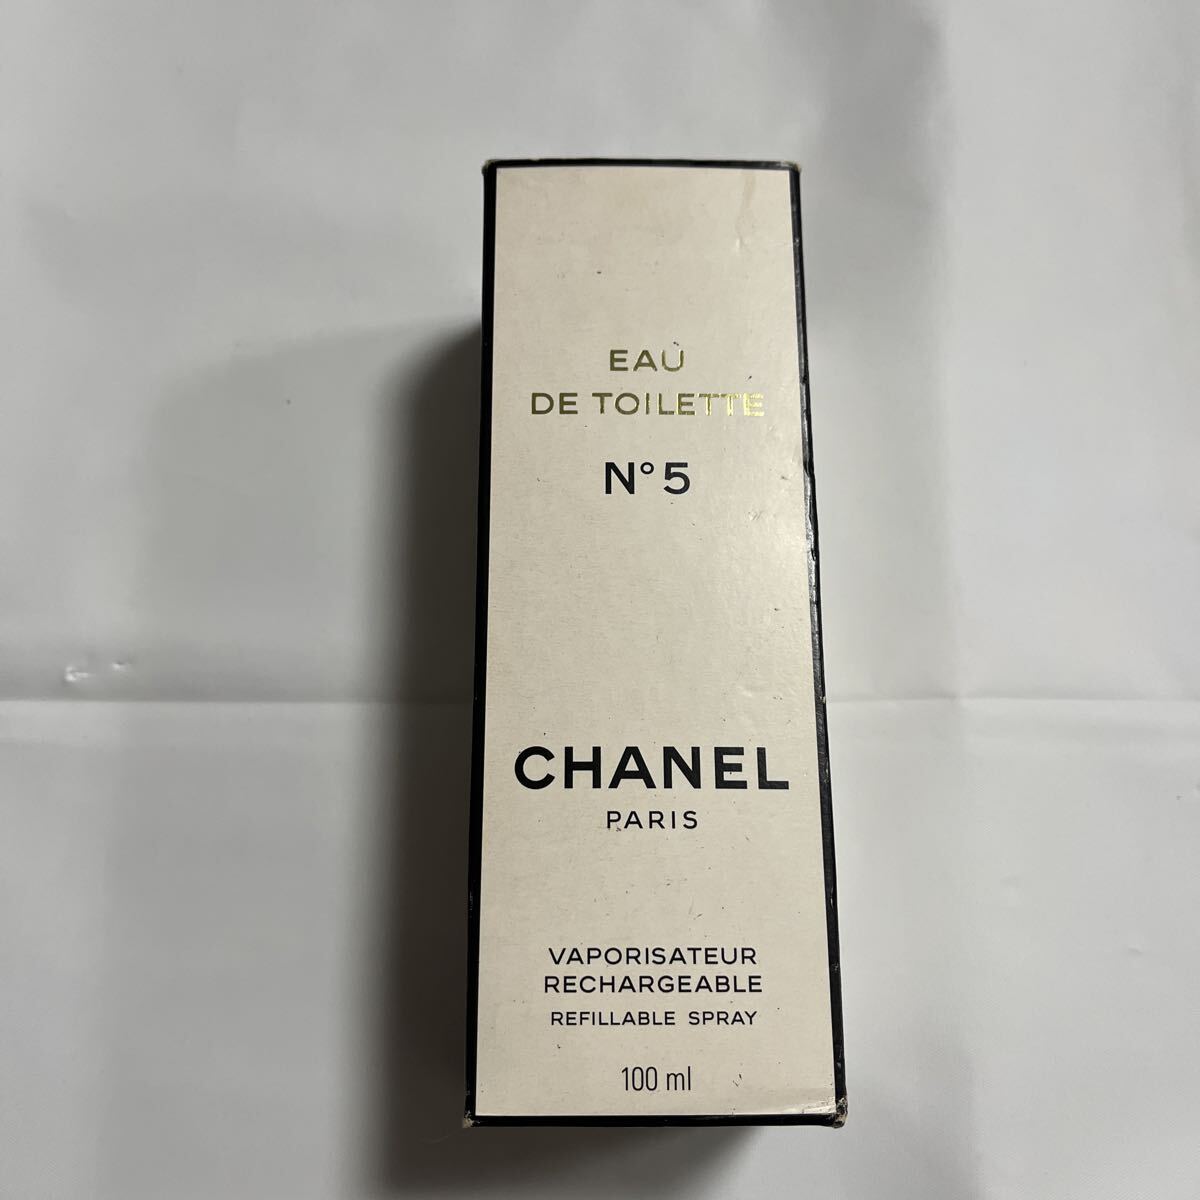 EAU
DE TOILETTE
N° 5
CHANEL
PARIS
VAPORISATEUR
RECHARGEABLE
REFILLABLE SPRAY
100 ml